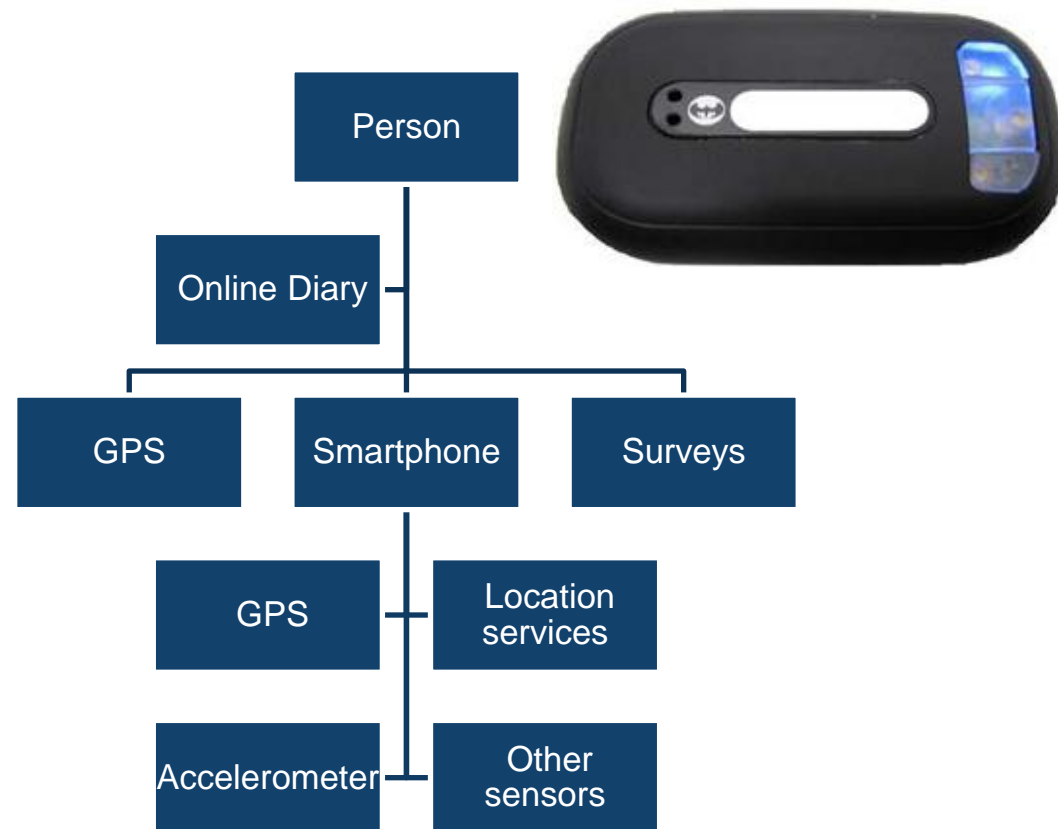 Person
Online Diary
GPS
Smartphone
Surveys
GPS
Location
services
Accelerometer
Other
sensors